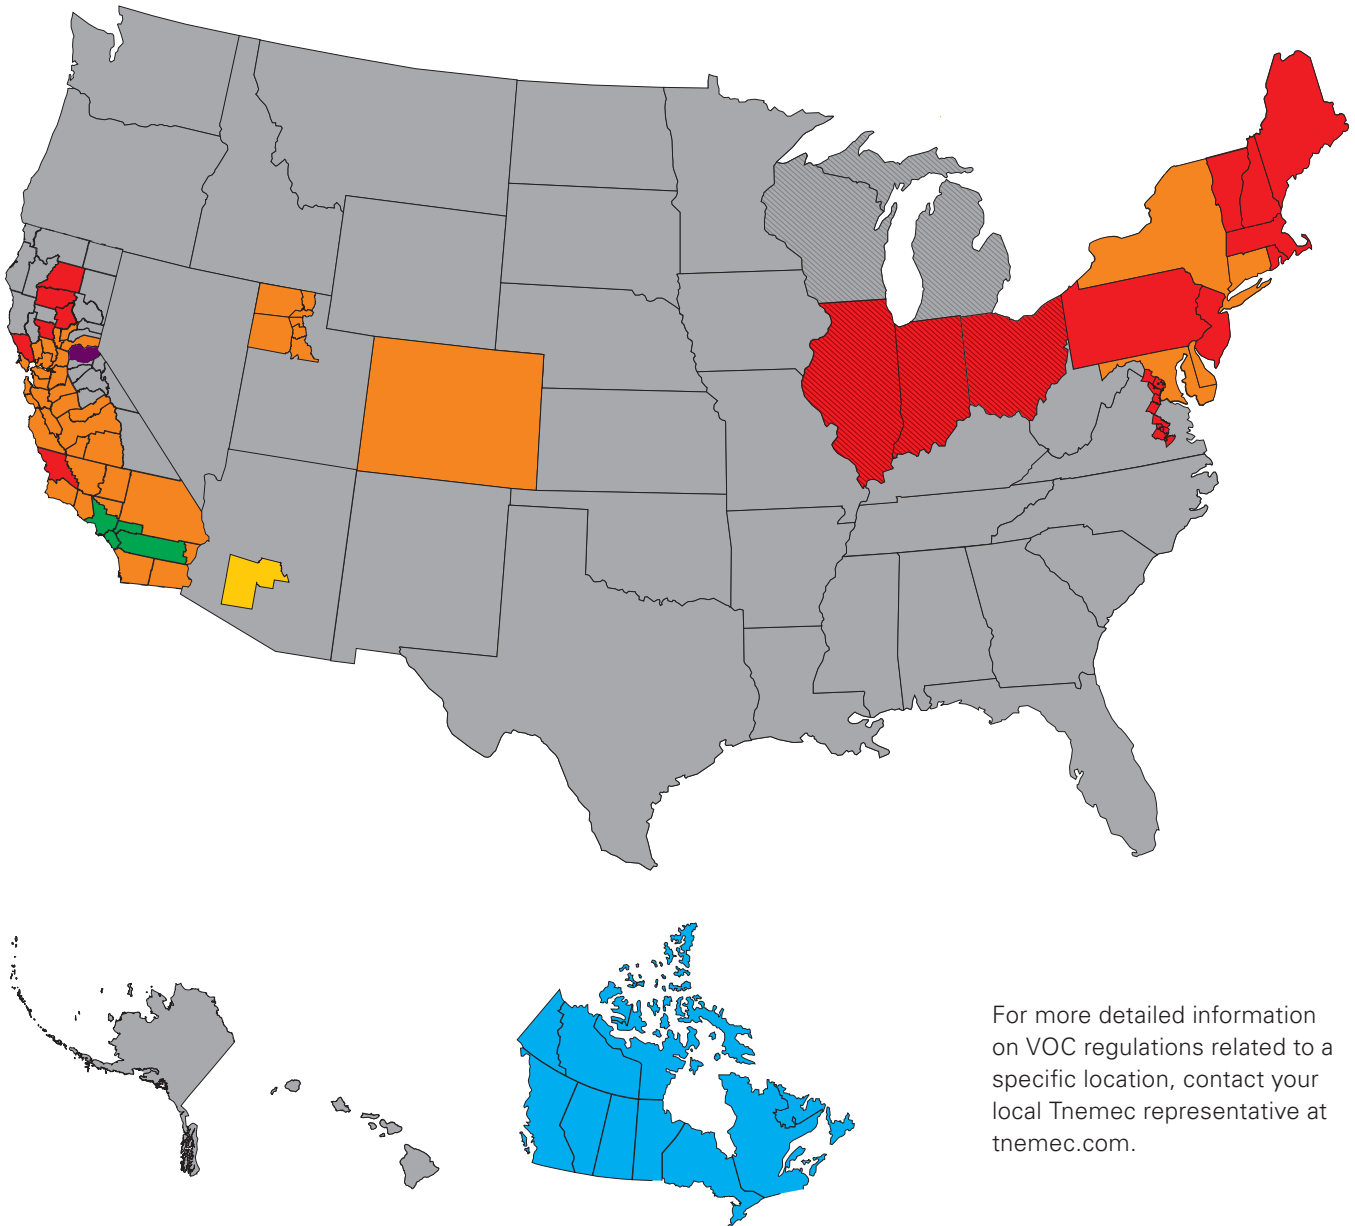 For more detailed information
on VOC regulations related to a
specific location, contact your
local Tnemec representative at
tnemec.com.